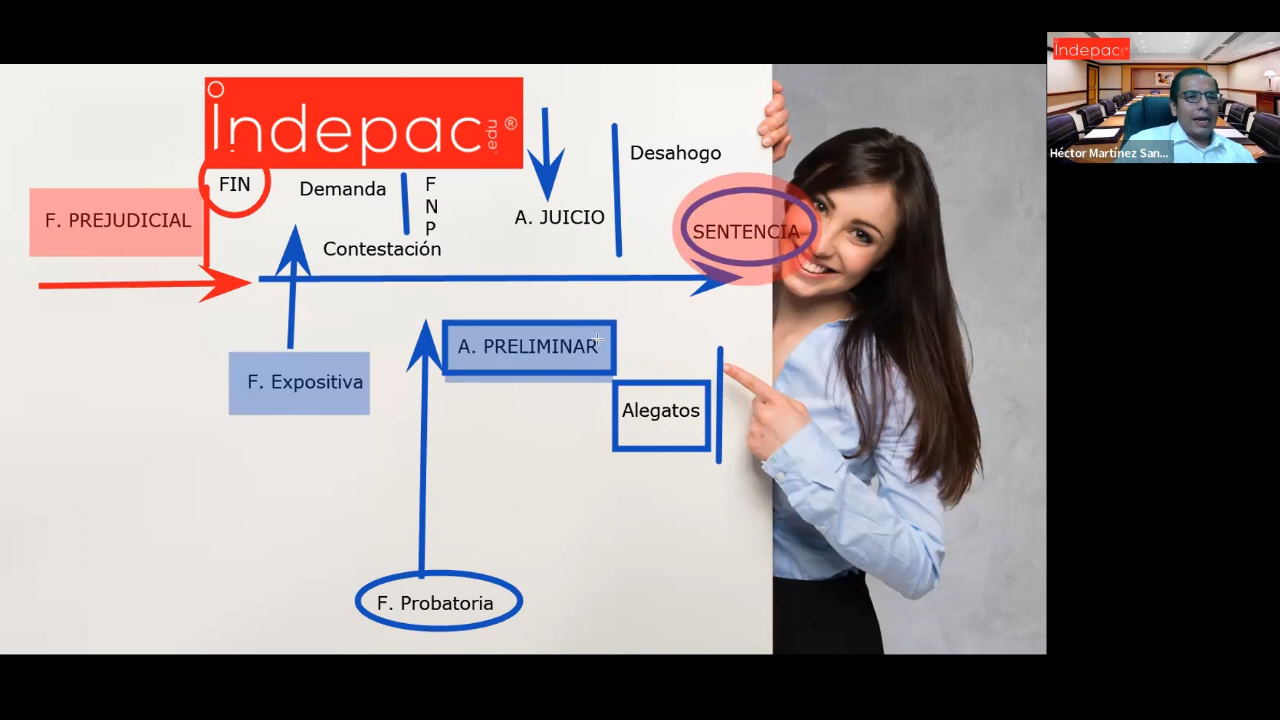 indepac .edu ®
FIN
F. PREJUDICIAL
Demanda
Contestación
F
N
P
A. JUICIO
Desahogo
SENTENCIA
F. Expositiva
A. PRELIMINAR
Alegatos
F. Probatoria
indepac
Héctor Martínez San...